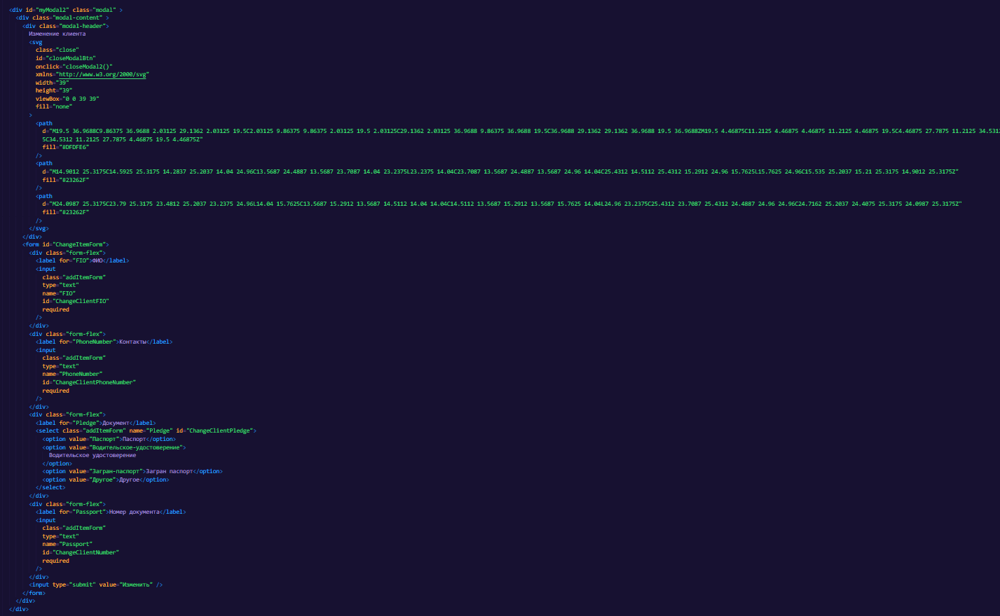 <div id="myModal2" class="modal" >
<div class="modal-content" >
<div class="modal-header">
Изменение клиента
<svg
class="close"
id="closeModalBtn"
onclick="closeModal2()"
xmlns="http://www.w3.org/2000/svg"
width="39"
height="39"
viewBox="0 0 39 39"
fill="none"
>
<path
d="M19.5 36.9688C9.86375 36.9688 2.03125 29.1362 2.03125 19.5C2.03125 9.86375 9.86375 2.03125 19.5 2.03125C29.1362 2.03125 36.9688 9.86375 36.9688 19.5C36.9688 29.1362 29.1362 36.9688 19.5 36.9688ZM19.5 4.46875C11.2125 4.46875 4.46875 11.2125 4.46875 19.5C4.46875 27.7875 11.2125 34.531
5C34.5312 11.2125 27.7875 4.46875 19.5 4.46875Z"
fill="#DFDFE6"
/>
<path
d="M14.9012 25.3175C14.5925 25.3175 14.2837 25.2037 14.04 24.96C13.5687 24.4887 13.5687 23.7087 14.04 23.2375L23.2375 14.04C23.7087 13.5687 24.4887 13.5687 24.96 14.04C25.4312 14.5112 25.4312 15.2912 24.96 15.7625L15.7625 24.96C15.535 25.2037 15.21 25.3175 14.9012 25.3175Z"
fill="#23262F"
/>
<path
d="M24.0987 25.3175C23.79 25.3175 23.4812 25.2037 23.2375 24.96L14.04 15.7625C13.5687 15.2912 13.5687 14.5112 14.04 14.04C14.5112 13.5687 15.2912 13.5687 15.7625 14.04L24.96 23.2375C25.4312 23.7087 25.4312 24.4887 24.96 24.96C24.7162 25.2037 24.4075 25.3175 24.0987 25.3175Z"
fill="#23262F"
/>
</svg>
</div>
<form id="ChangeItemForm">
<div class="form-flex">
<label for="FIO">ФИО</label>
<input
class="addItemForm"
type="text"
name="FIO"
id="ChangeClientFIO"
required
/>
</div>
<div class="form-flex">
<label for="PhoneNumber">Контакты</label>
<input
class="addItemForm"
type="text"
name="PhoneNumber"
id="ChangeClientPhoneNumber"
required
/>
</div>
<div class="form-flex">
<label for="Pledge">Документ</label>
<select class="addItemForm" name="Pledge" id="ChangeClientPledge">
<option value="Паспорт">Паспорт</option>
<option value="Водительское-удостоверение">
Водительское удостоверение
</option>
<option value="Загран-паспорт">Загран паспорт</option>
<option value="Другое">Другое</option>
</select>
</div>
<div class="form-flex">
<label for="Passport">Номер документа</label>
<input
class="addItemForm"
type="text"
name="Passport"
id="ChangeClientNumber"
required
/>
</div>
<input type="submit" value="Изменить" />
</form>
</div>
</div>